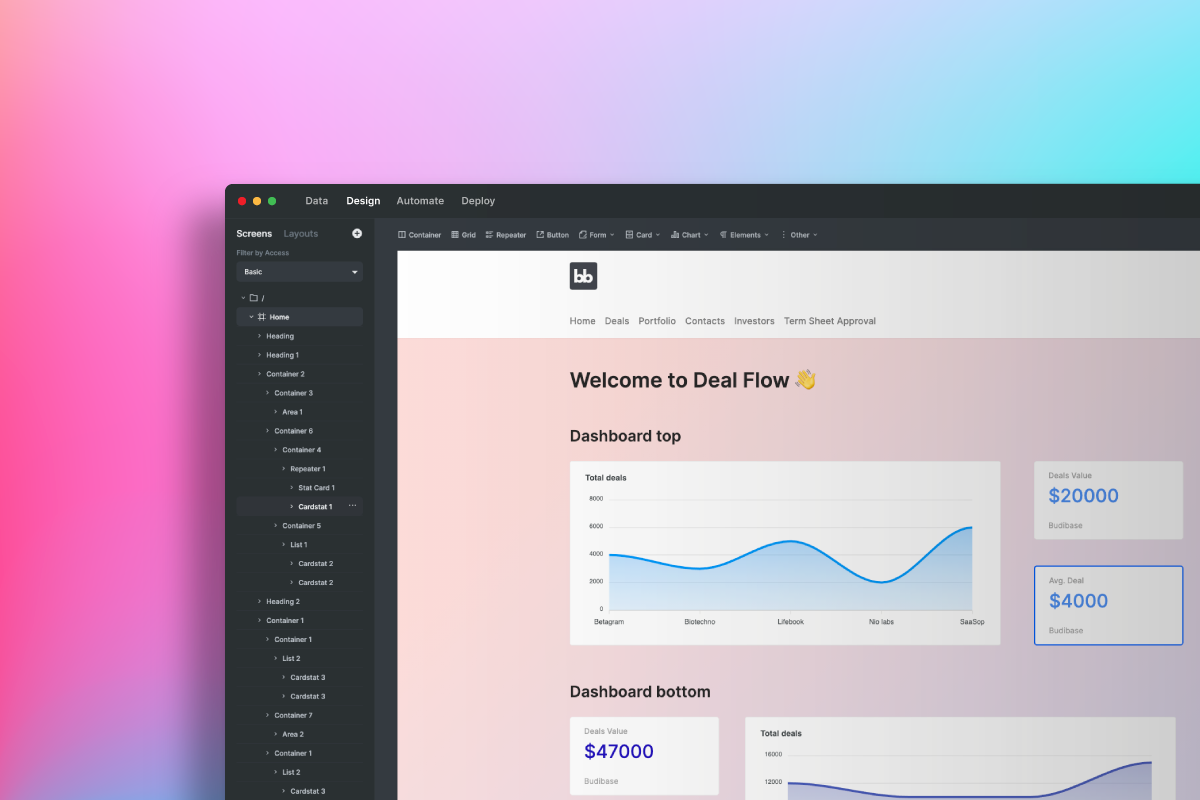 Data Design Automate Deploy
Screens Layouts
Filter by Access
Basic
/
Home
Heading
Heading 1
Container 2
Container 3
Area 1
Container 6
Container 4
Repeater 1
Stat Card 1
Cardstat 1 ...
Container 5
List 1
Cardstat 2
Cardstat 2
Heading 2
Container 1
Container 1
List 2
Cardstat 3
Cardstat 3
Container 7
Area 2
Container 1
List 2
Cardstat 3
Container Grid Repeater Button Form Card Chart Elements Other
bb
Home Deals Portfolio Contacts Investors Term Sheet Approval
Welcome to Deal Flow 👋
Dashboard top
Total deals
8000
6000
4000
2000
0
Betagram Biotechno Lifebook Nio labs SaaSop
Deals Value
$20000
Budibase
Avg. Deal
$4000
Budibase
Dashboard bottom
Deals Value
$47000
Budibase
Total deals
16000
12000